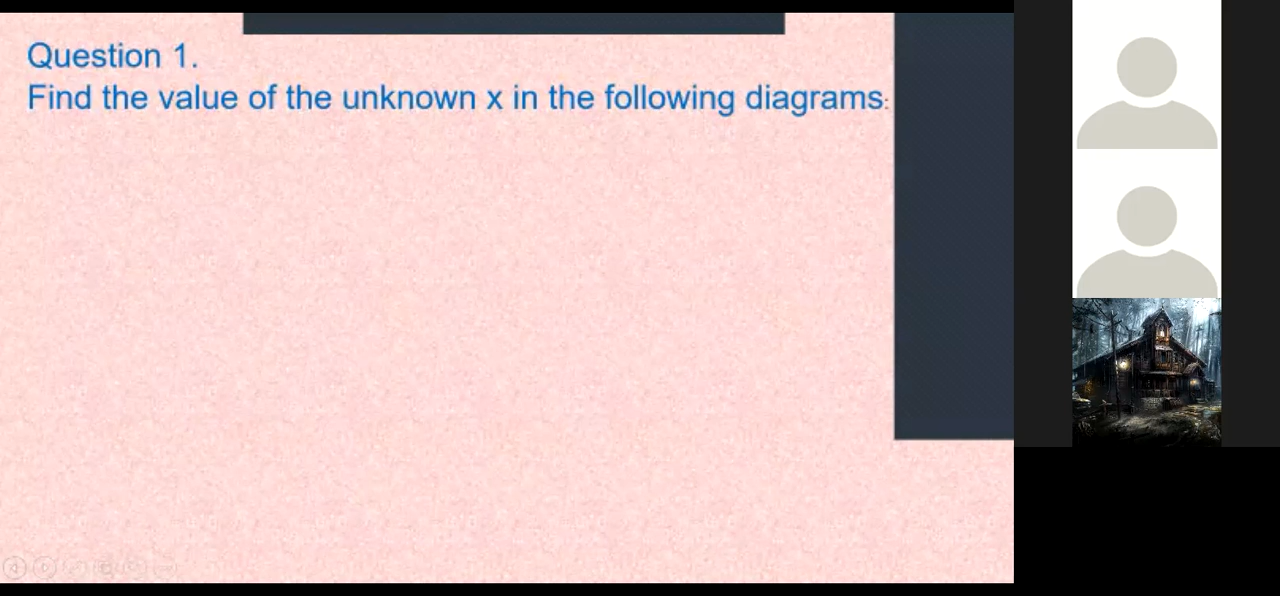 Question 1.
Find the value of the unknown x in the following diagrams: